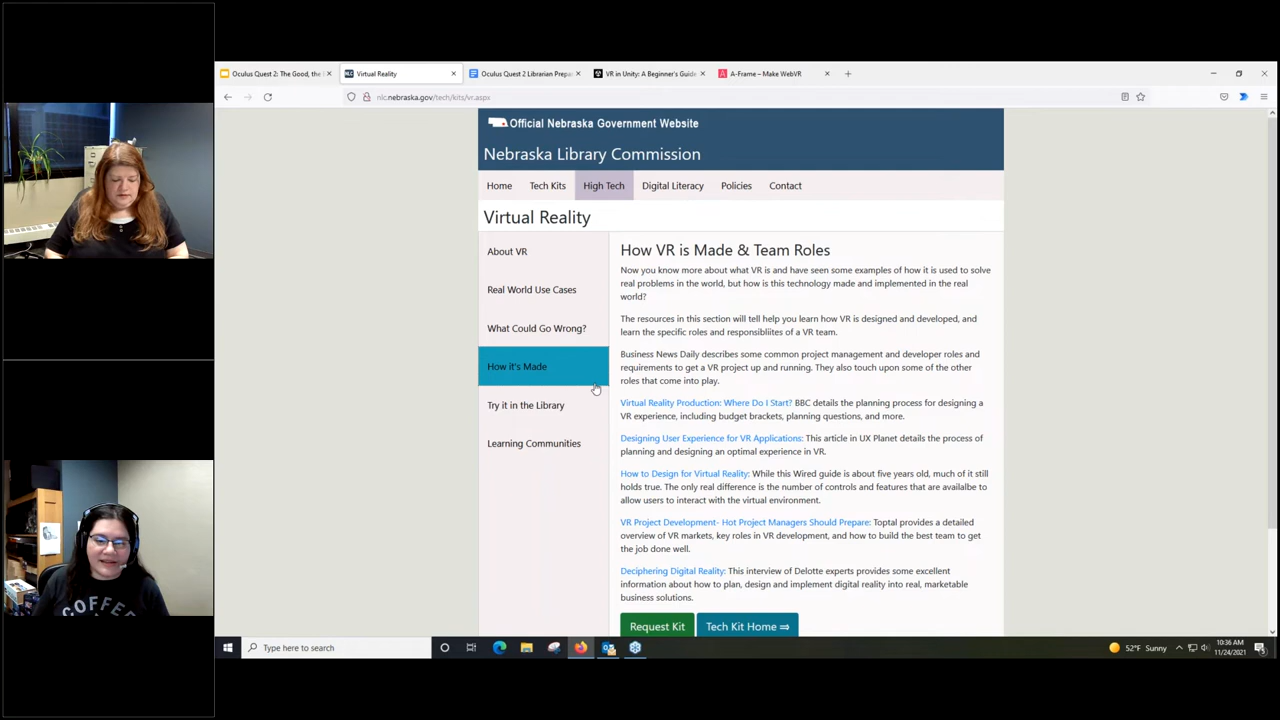 Oculus Quest 2: The Good, the
Virtual Reality
Oculus Quest 2 Librarian Prepa
VR in Unity: A Beginner's Guide
A-Frame – Make WebVR
nlc.nebraska.gov/tech/kits/vr.aspx
Official Nebraska Government Website
Nebraska Library Commission
Home Tech Kits High Tech Digital Literacy Policies Contact
Virtual Reality
About VR
Real World Use Cases
What Could Go Wrong?
How it's Made
Try it in the Library
Learning Communities
How VR is Made & Team Roles
Now you know more about what VR is and have seen some examples of how it is used to solve
real problems in the world, but how is this technology made and implemented in the real
world?
The resources in this section will tell help you learn how VR is designed and developed, and
learn the specific roles and responsibiliites of a VR team.
Business News Daily describes some common project management and developer roles and
requirements to get a VR project up and running. They also touch upon some of the other
roles that come into play.
Virtual Reality Production: Where Do I Start? BBC details the planning process for designing a
VR experience, including budget brackets, planning questions, and more.
Designing User Experience for VR Applications: This article in UX Planet details the process of
planning and designing an optimal experience in VR.
How to Design for Virtual Reality: While this Wired guide is about five years old, much of it still
holds true. The only real difference is the number of controls and features that are availalbe to
allow users to interact with the virtual environment.
VR Project Development- Hot Project Managers Should Prepare: Toptal provides a detailed
overview of VR markets, key roles in VR development, and how to build the best team to get
the job done well.
Deciphering Digital Reality: This interview of Delotte experts provides some excellent
information about how to plan, design and implement digital reality into real, marketable
business solutions.
Request Kit
Tech Kit Home ⇒
COFFEE
Type here to search
52°F Sunny
10:36 AM
11/24/2021